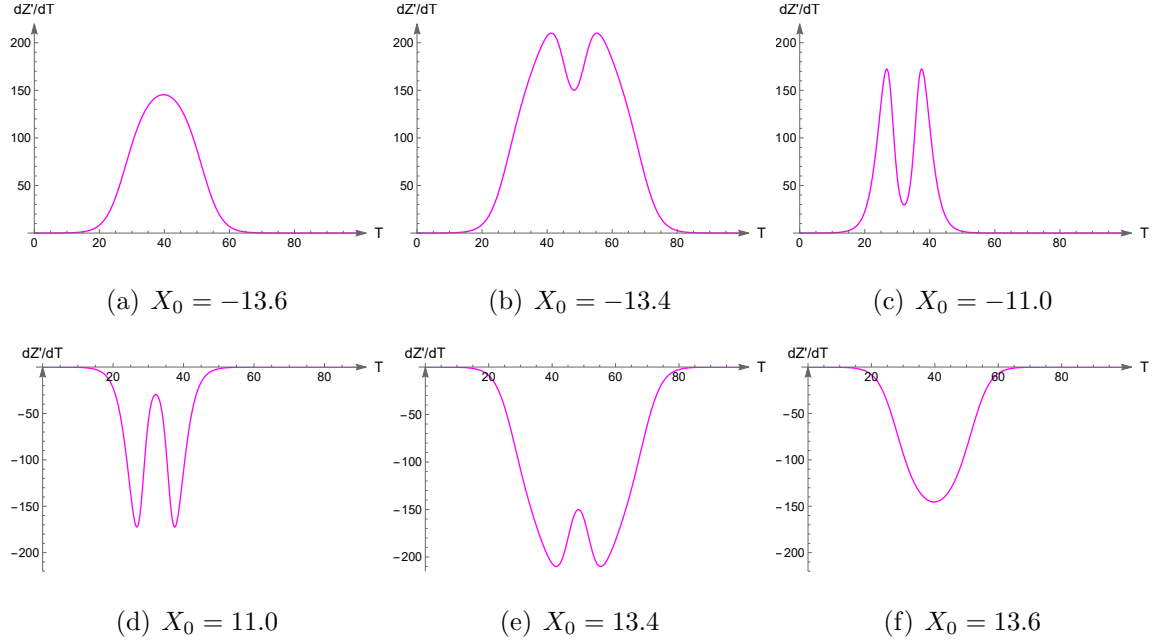 dZ'/dT
200
150
100
50
0 20 40 60 80 T
(a) X₀ = −13.6
dZ'/dT
200
150
100
50
0 20 40 60 80 T
(b) X₀ = −13.4
dZ'/dT
200
150
100
50
0 20 40 60 80 T
(c) X₀ = −11.0
dZ'/dT
20 40 60 80 T
−50
−100
−150
−200
(d) X₀ = 11.0
dZ'/dT
20 40 60 80 T
−50
−100
−150
−200
(e) X₀ = 13.4
dZ'/dT
20 40 60 80 T
−50
−100
−150
−200
(f) X₀ = 13.6